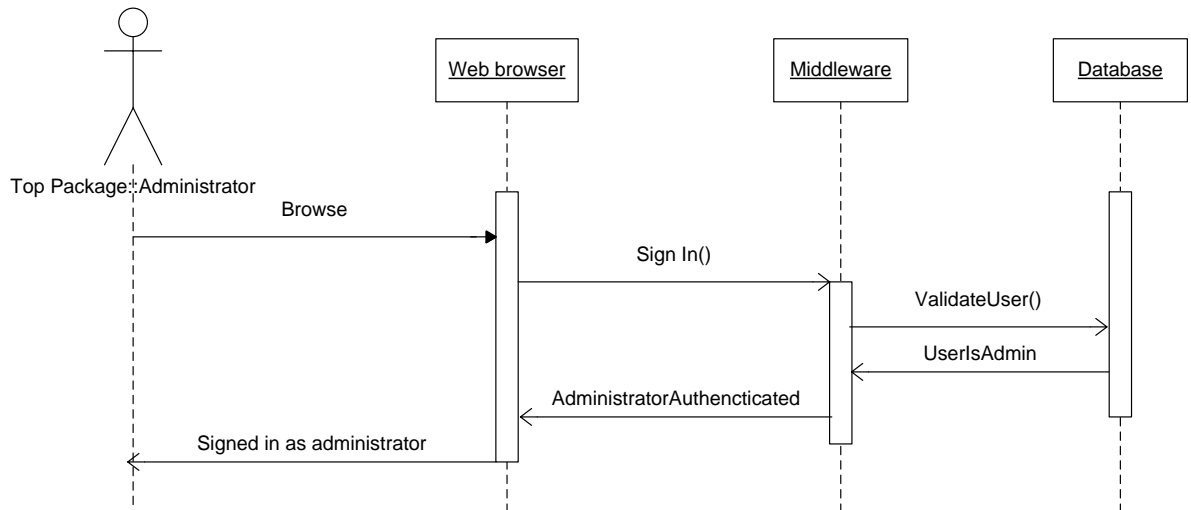 Web browser
Middleware
Database
Top Package::Administrator
Browse
Sign In()
ValidateUser()
UserIsAdmin
AdministratorAuthencticated
Signed in as administrator